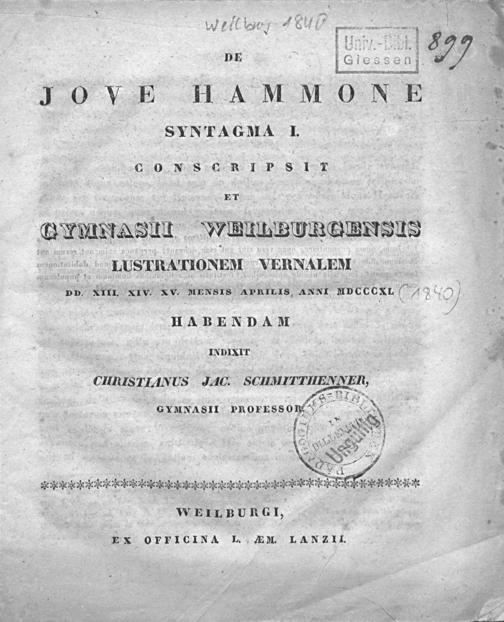 Weilburg 1840
Univ.-Bibl.
Giessen
899
DE
JOVE HAMMONE
SYNTAGMA I.
CONSCRIPSIT
ET
GYMNASII WEILBURGENSIS
LUSTRATIONEM VERNALEM
DD. XIII. XIV. XV. MENSIS APRILIS ANNI MDCCCXL (1840)
HABENDAM
INDIXIT
CHRISTIANUS JAC. SCHMITTHENNER,
GYMNASII PROFESSOR.
Ungültig
WEILBURGI,
EX OFFICINA L. ÆM. LANZII.